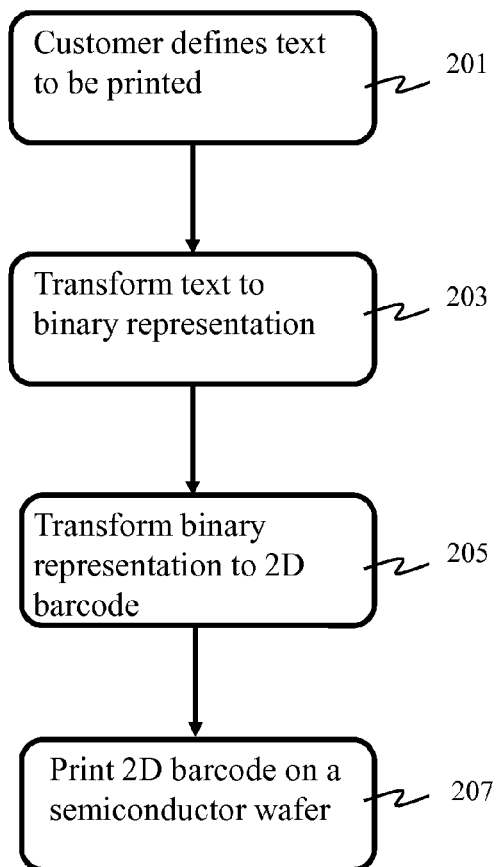 Customer defines text
to be printed
201
Transform text to
binary representation
203
Transform binary
representation to 2D
barcode
205
Print 2D barcode on a
semiconductor wafer
207